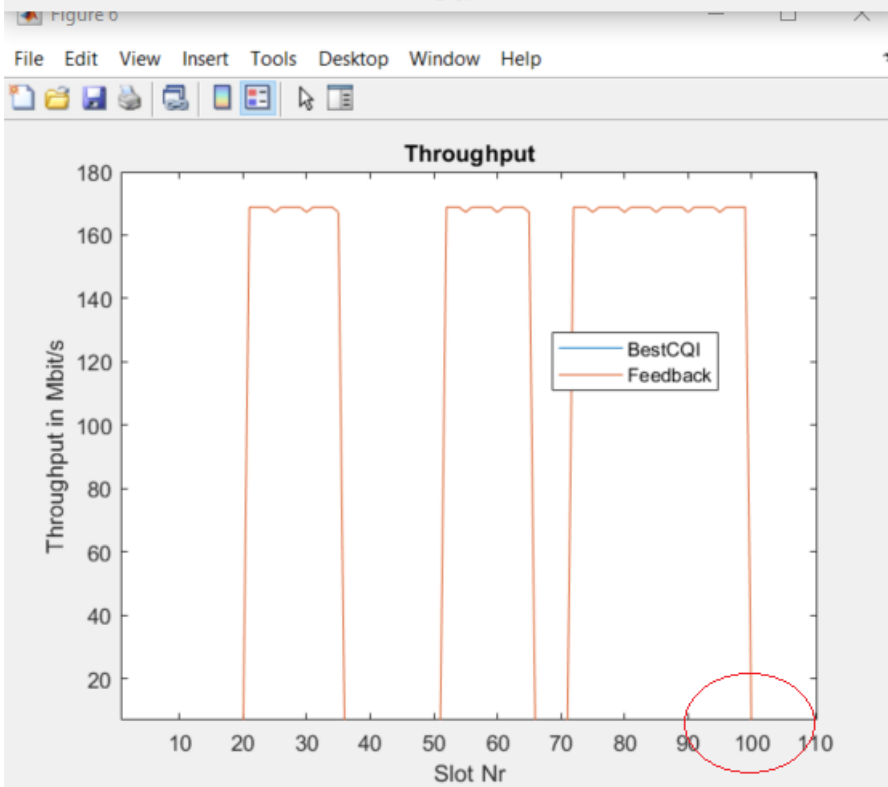 Figure 6
File Edit View Insert Tools Desktop Window Help
Throughput
180
160
140
120
100
80
60
40
20
Throughput in Mbit/s
BestCQI
Feedback
10 20 30 40 50 60 70 80 90 100 110
Slot Nr